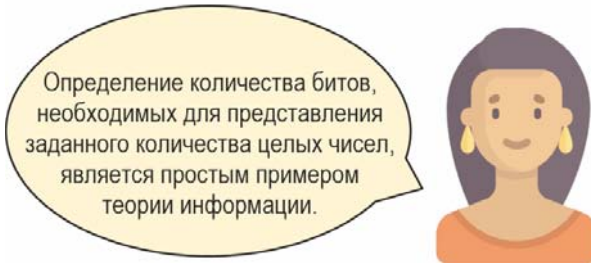 Определение количества битов,
необходимых для представления
заданного количества целых чисел,
является простым примером
теории информации.